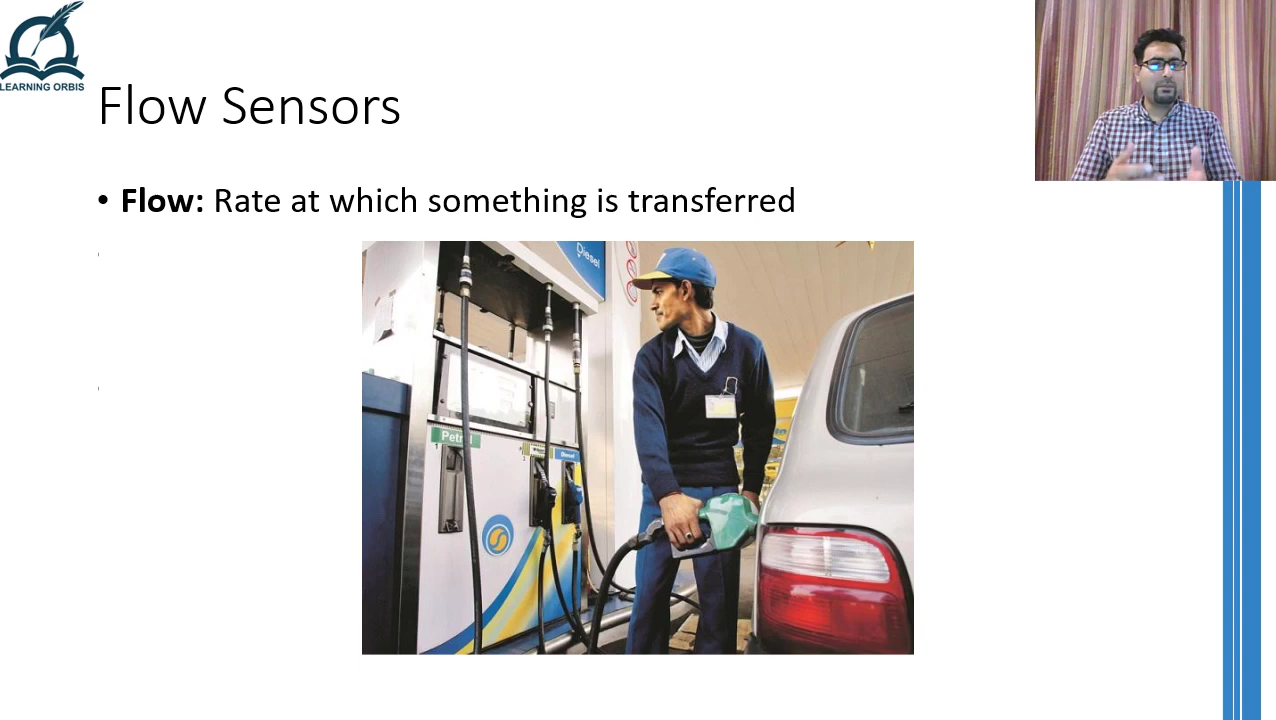 LEARNING ORBIS
Flow Sensors
• Flow: Rate at which something is transferred
Diesel
Petrol
Diesel